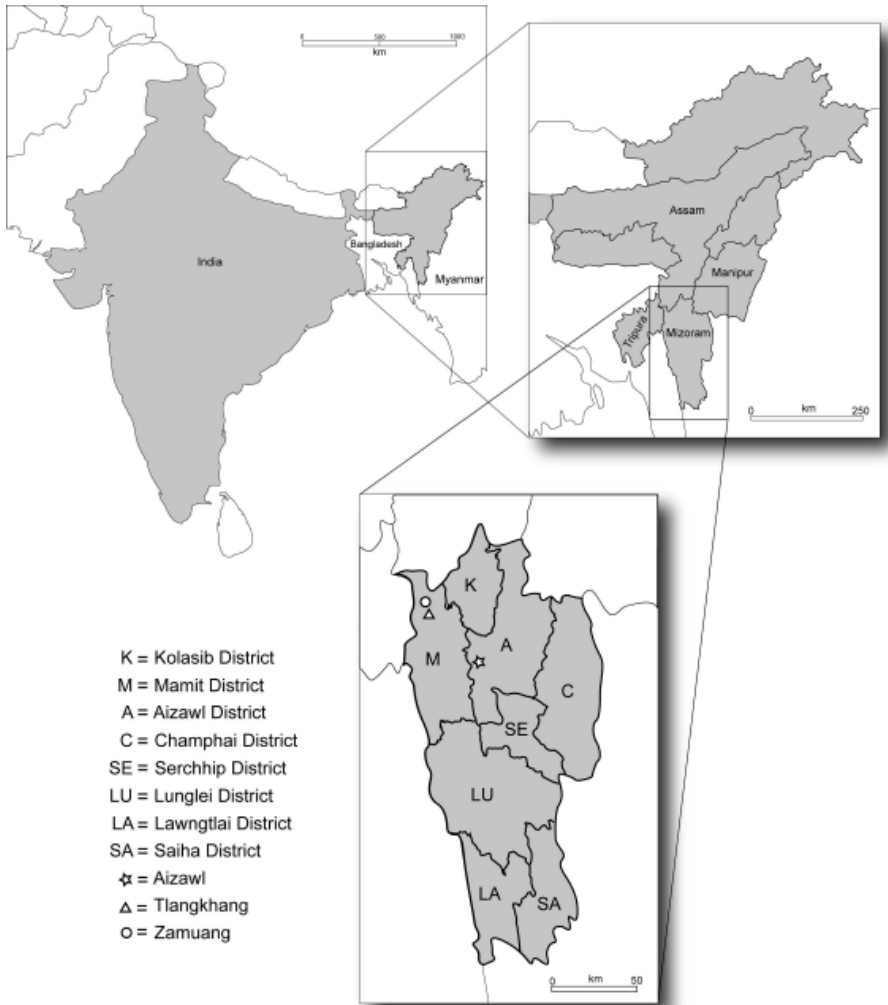 0 500 1000
km
India
Bangladesh
Myanmar
Assam
Manipur
Tripura
Mizoram
km
0 250
K
M
A
C
SE
LU
LA
SA
km
0 50
K = Kolasib District
M = Mamit District
A = Aizawl District
C = Champhai District
SE = Serchhip District
LU = Lunglei District
LA = Lawngtlai District
SA = Saiha District
= Aizawl
= Tlangkhang
= Zamuang